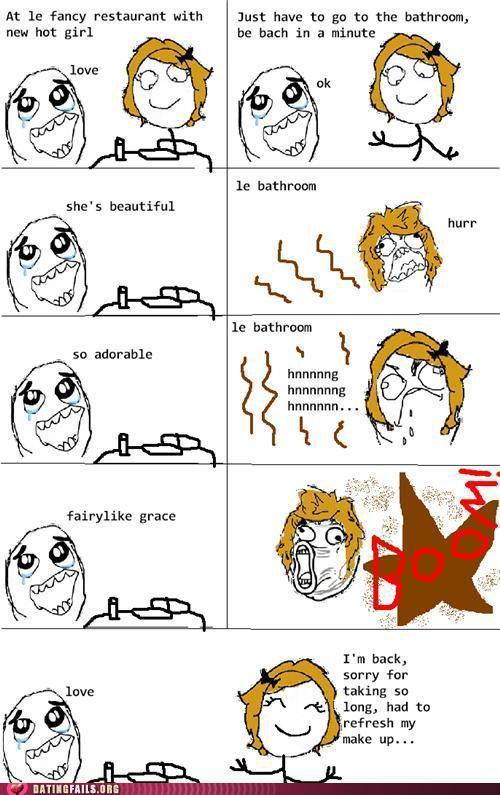 At le fancy restaurant with
new hot girl
love
Just have to go to the bathroom,
be bach in a minute
ok
she's beautiful
le bathroom
hurr
so adorable
le bathroom
hnnnnng
hnnnnnng
hnnnnnn...
fairylike grace
BOOM!
love
I'm back,
sorry for
taking so
long, had to
refresh my
make up...
DATINGFAILS.ORG